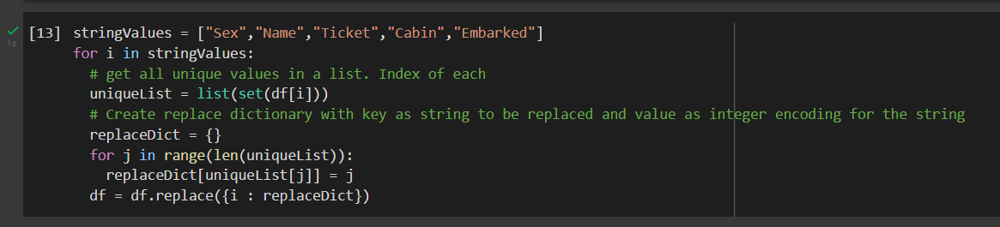 [13] stringValues = ["Sex","Name","Ticket","Cabin","Embarked"]
1s
for i in stringValues:
# get all unique values in a list. Index of each
uniqueList = list(set(df[i]))
# Create replace dictionary with key as string to be replaced and value as integer encoding for the string
replaceDict = {}
for j in range(len(uniqueList)):
replaceDict[uniqueList[j]] = j
df = df.replace({i : replaceDict})